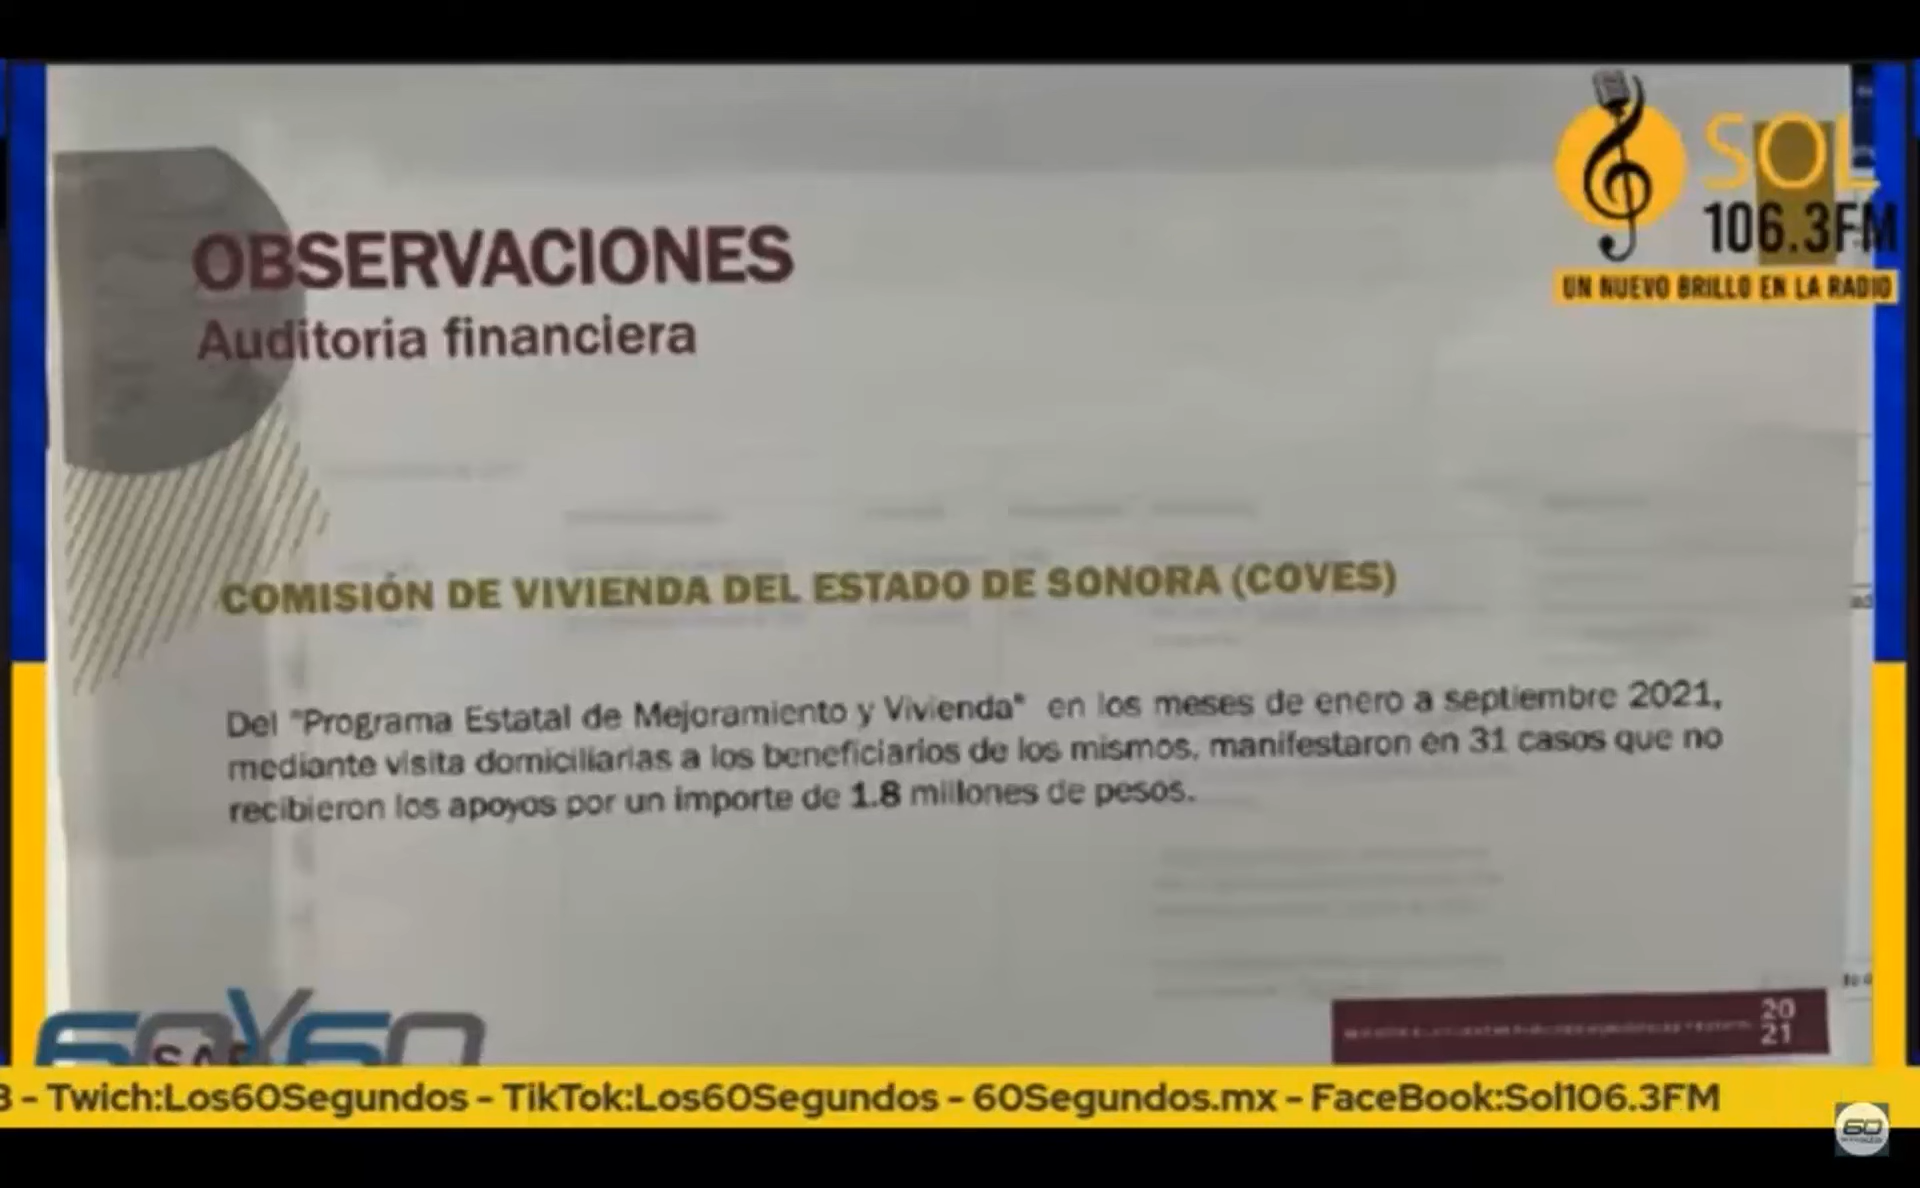 SOL
106.3FM
UN NUEVO BRILLO EN LA RADIO
OBSERVACIONES
Auditoria financiera
COMISIÓN DE VIVIENDA DEL ESTADO DE SONORA (COVES)
Del "Programa Estatal de Mejoramiento y Vivienda" en los meses de enero a septiembre 2021,
mediante visita domiciliarias a los beneficiarios de los mismos, manifestaron en 31 casos que no
recibieron los apoyos por un importe de 1.8 millones de pesos.
20
21
60Y60
3 - Twich:Los60Segundos - TikTok:Los60Segundos - 60Segundos.mx - FaceBook:Sol106.3FM
60